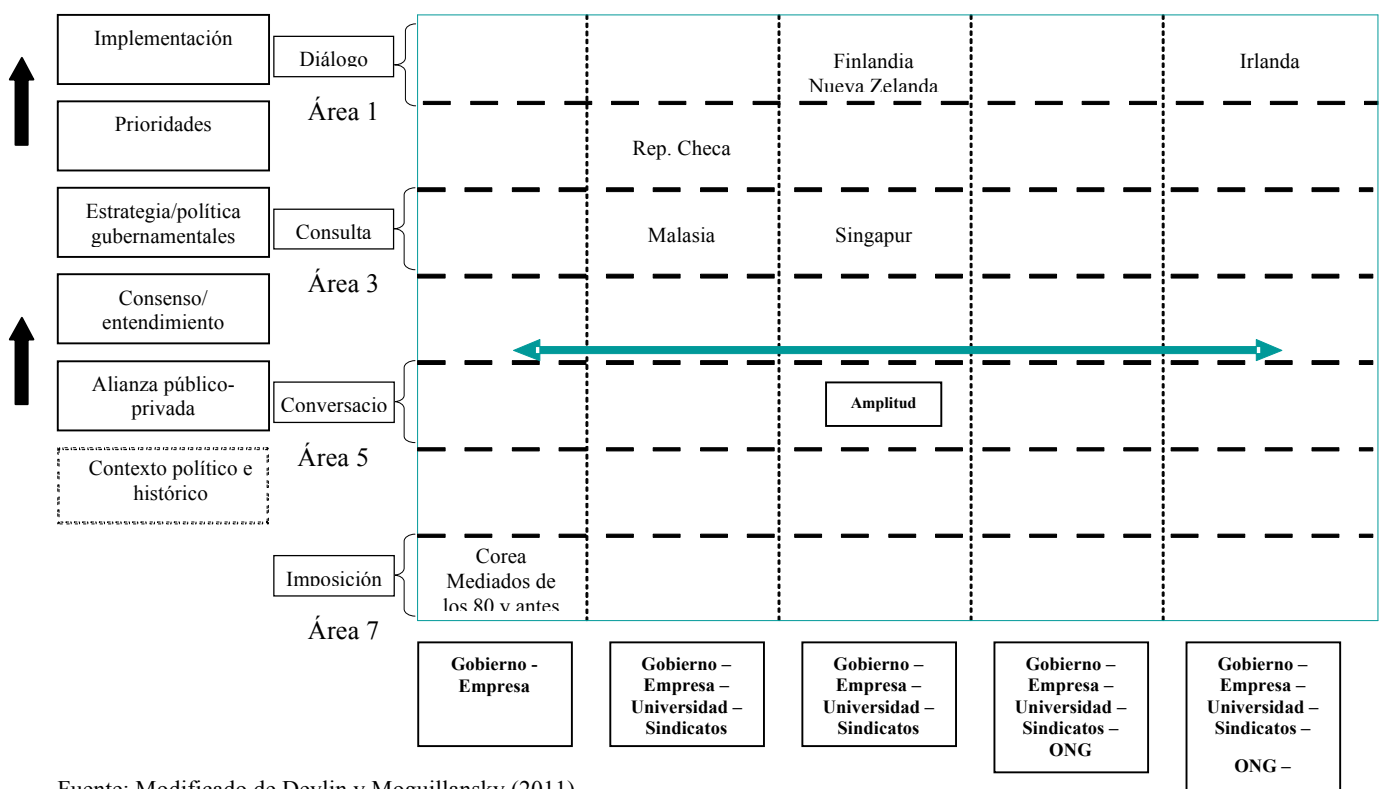 Implementación
Prioridades
Estrategia/política
gubernamentales
Consenso/
entendimiento
Alianza público-
privada
Contexto político e
histórico
Diálogo
Área 1
Consulta
Área 3
Conversacio
Área 5
Imposición
Área 7
Finlandia
Nueva Zelanda
Irlanda
Rep. Checa
Malasia
Singapur
Amplitud
Corea
Mediados de
los 80 y antes
Gobierno -
Empresa
Gobierno –
Empresa –
Universidad –
Sindicatos
Gobierno –
Empresa –
Universidad –
Sindicatos
Gobierno –
Empresa –
Universidad –
Sindicatos –
ONG
Gobierno –
Empresa –
Universidad –
Sindicatos –
ONG –
Fuente: Modificado de Devlin y Moguillansky (2011)